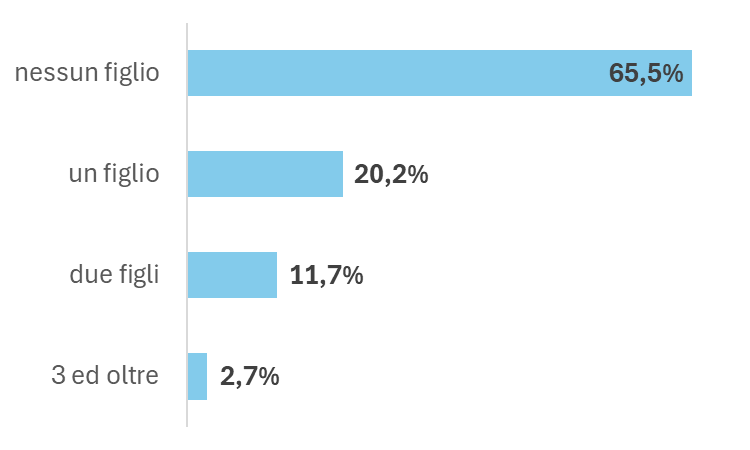 nessun figlio 65,5%
un figlio 20,2%
due figli 11,7%
3 ed oltre 2,7%